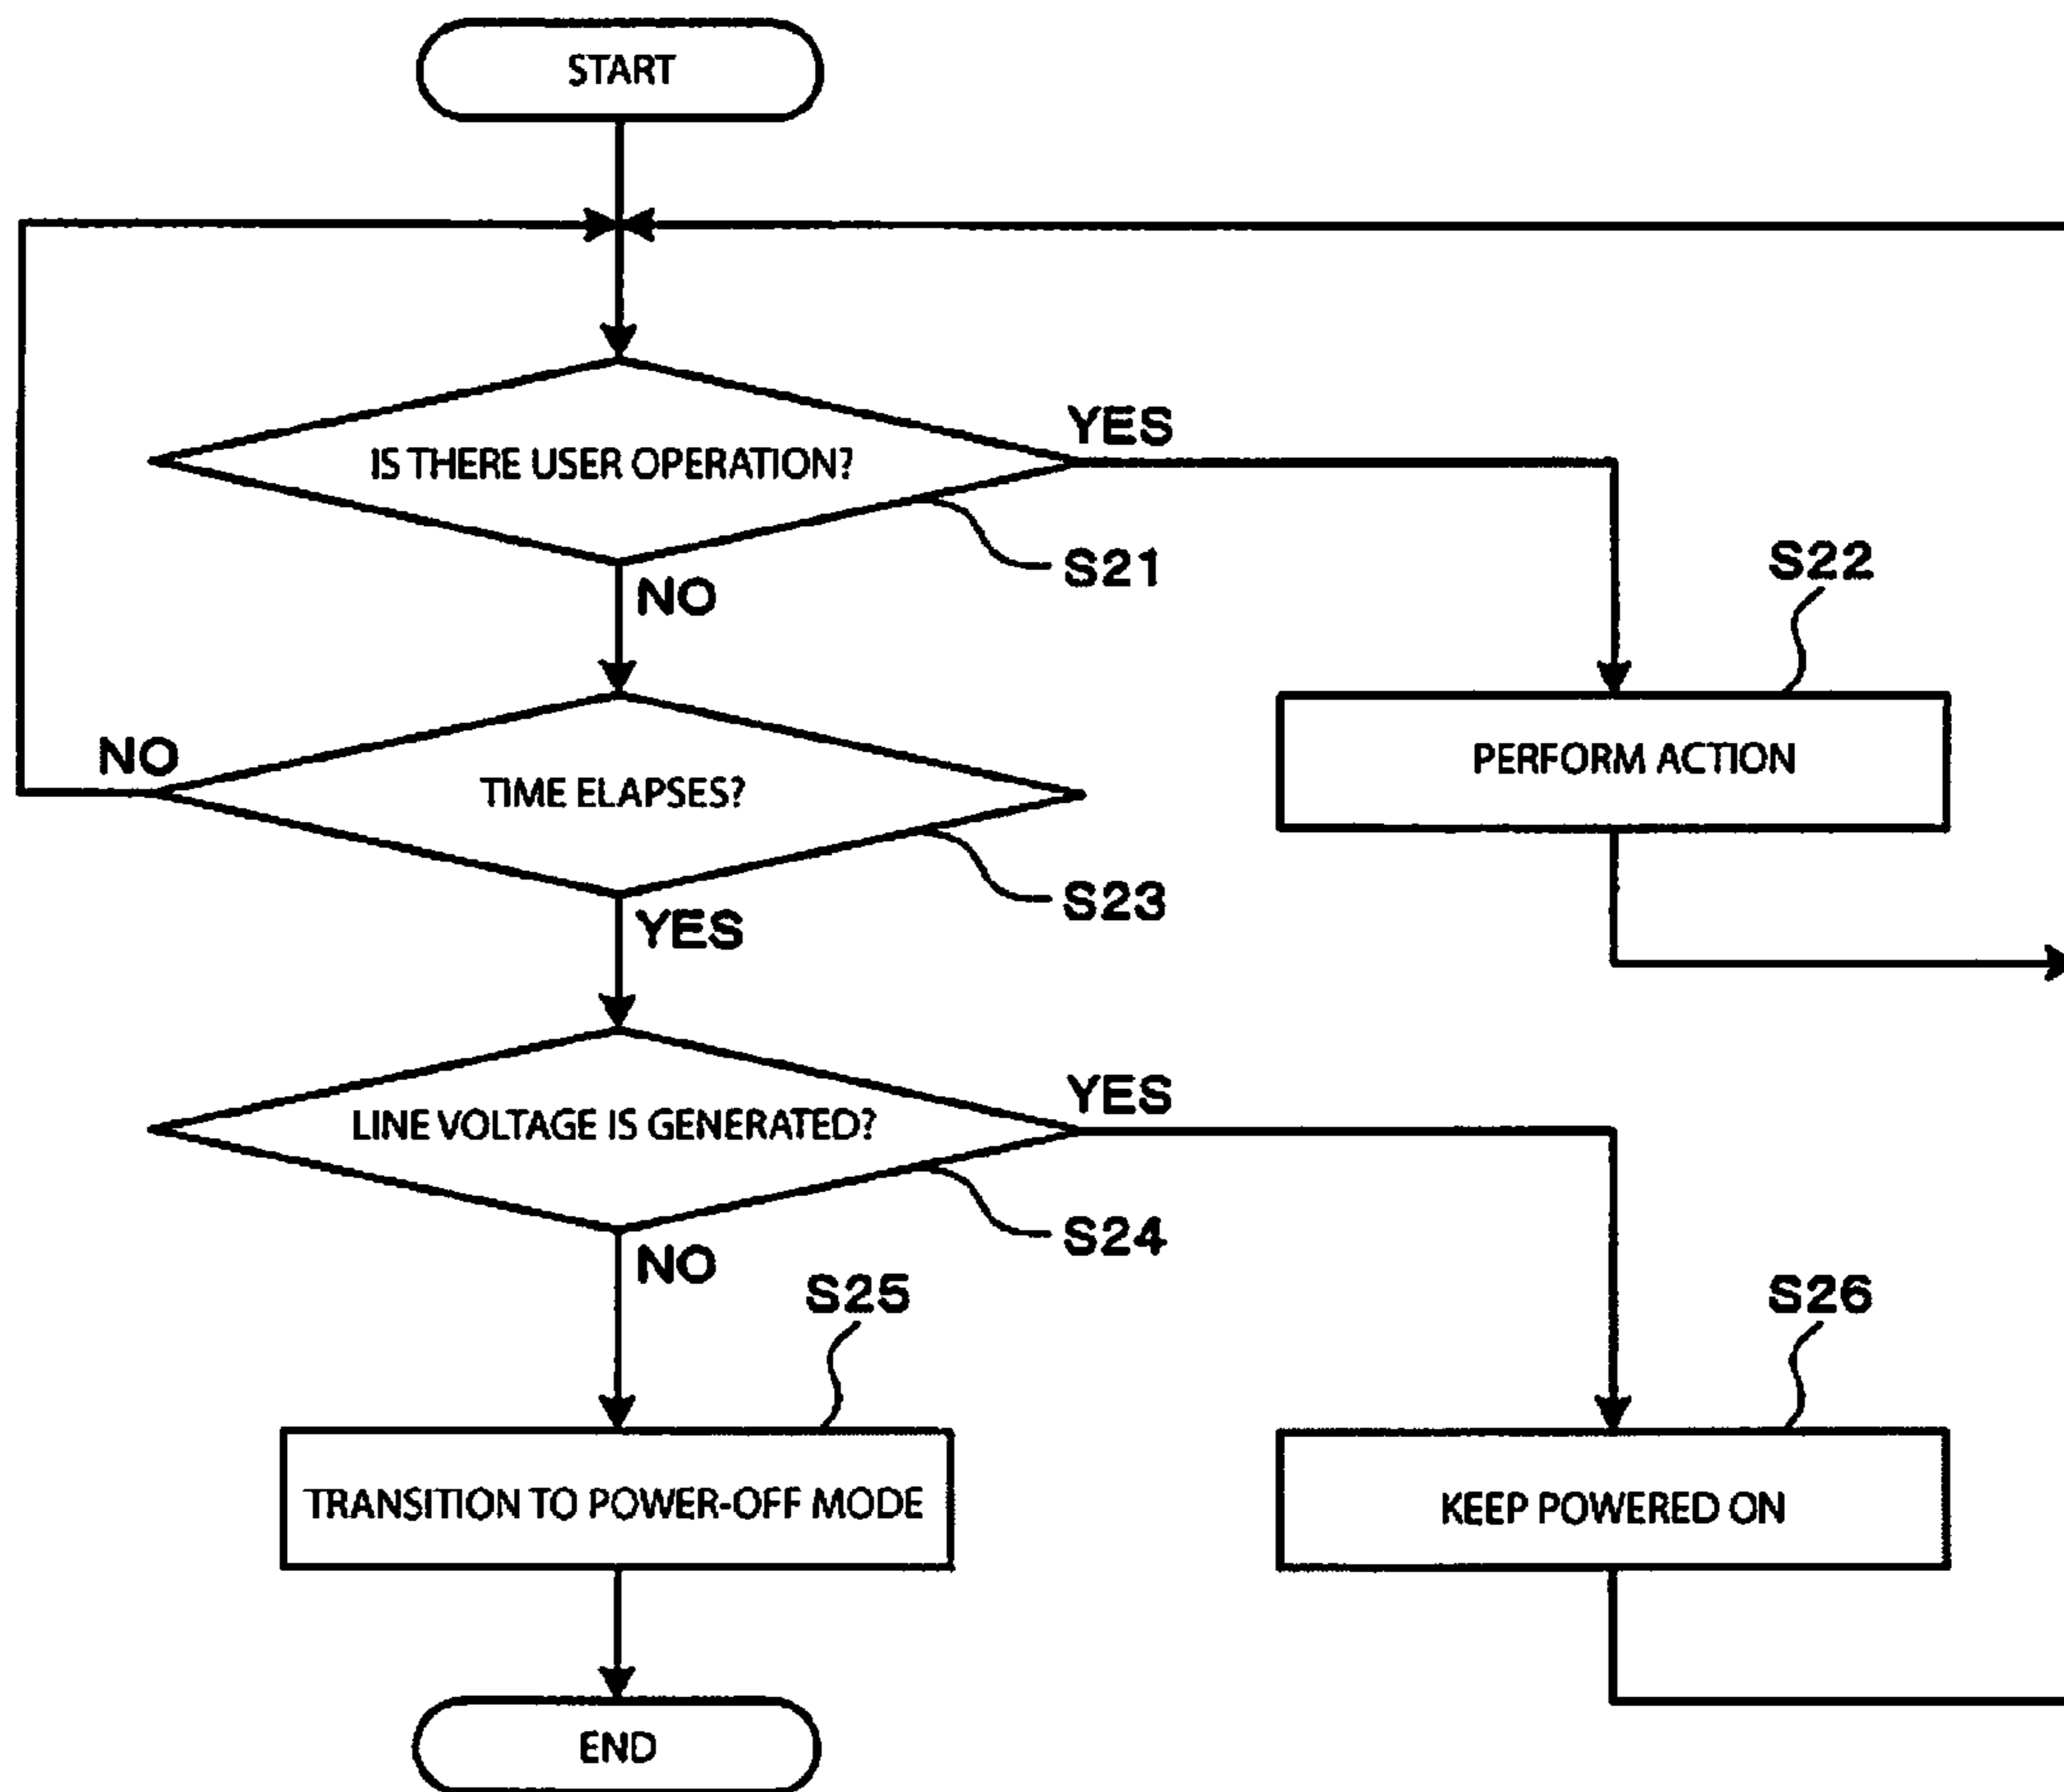 START
IS THERE USER OPERATION?
YES
S21
NO
S22
PERFORM ACTION
NO
TIME ELAPSES?
S23
YES
LINE VOLTAGE IS GENERATED?
YES
S24
NO
S25
S26
TRANSITION TO POWER-OFF MODE
KEEP POWERED ON
END